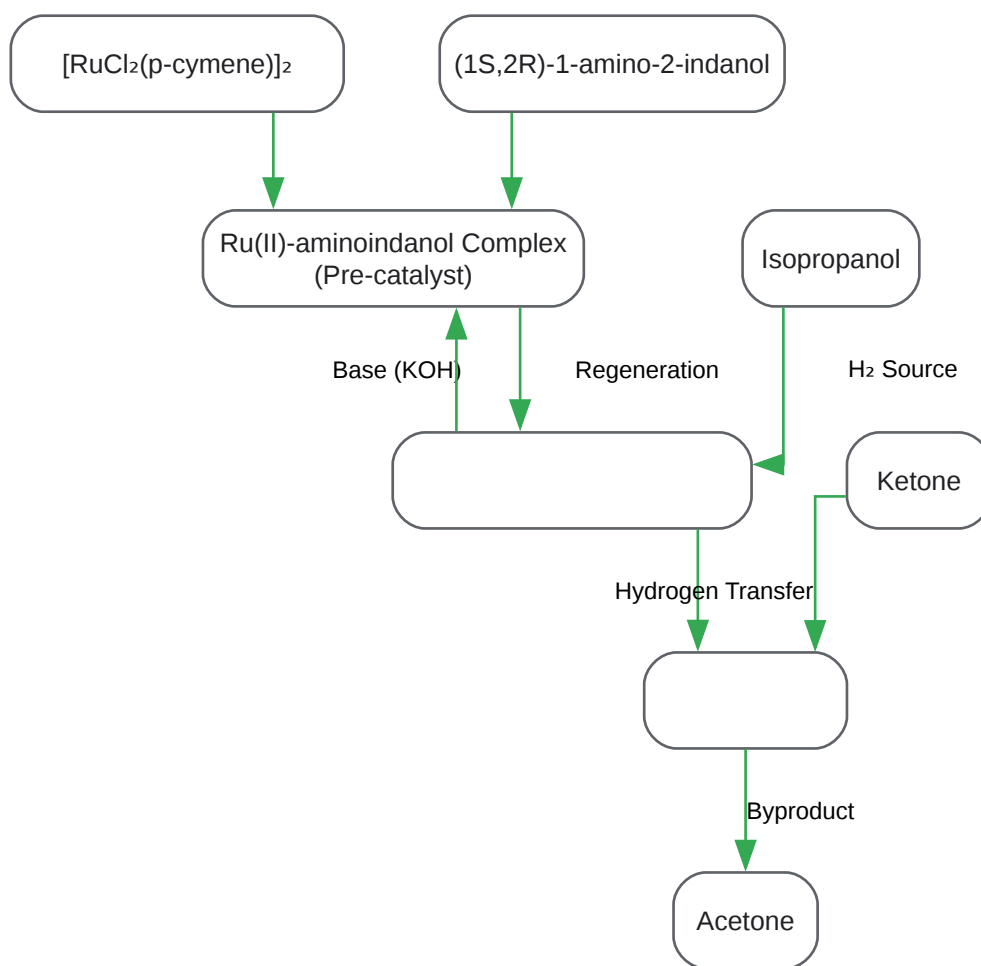 [RuCl₂(p-cymene)]₂
(1S,2R)-1-amino-2-indanol
Ru(II)-aminoindanol Complex
(Pre-catalyst)
Isopropanol
Base (KOH)
Regeneration
H₂ Source
Ketone
Hydrogen Transfer
Byproduct
Acetone